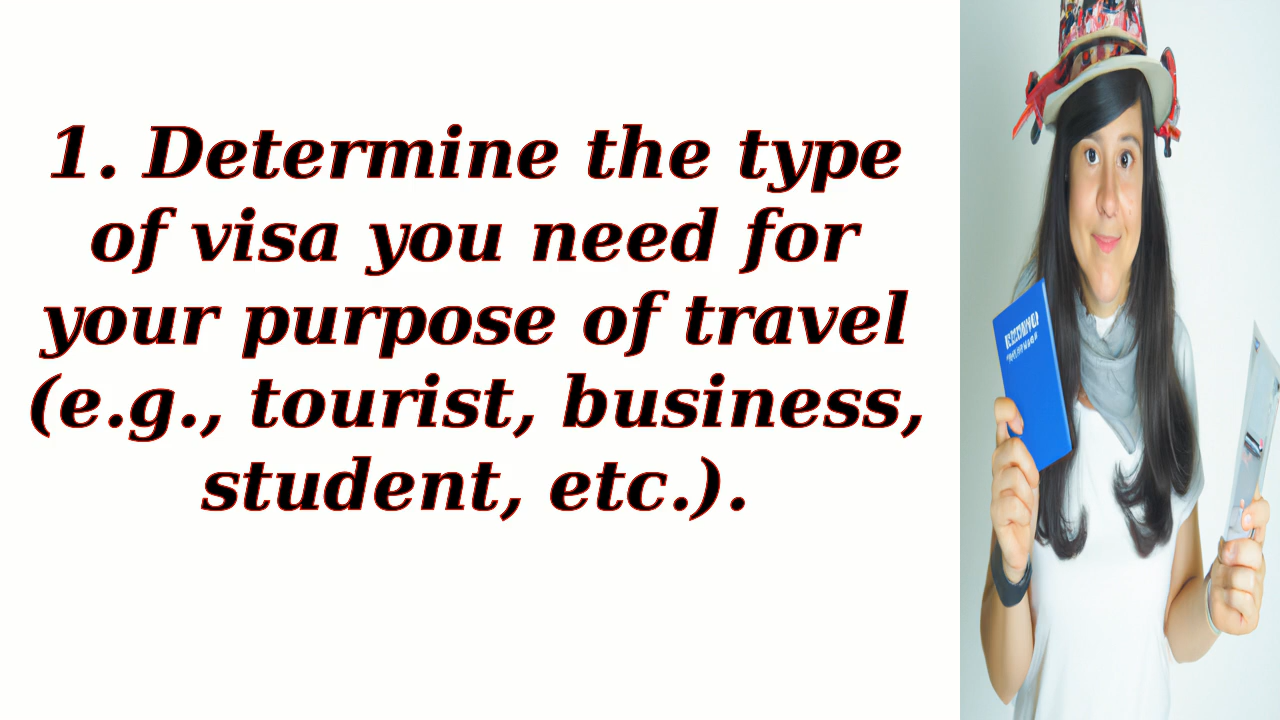 1. Determine the type
of visa you need for
your purpose of travel
(e.g., tourist, business,
student, etc.).